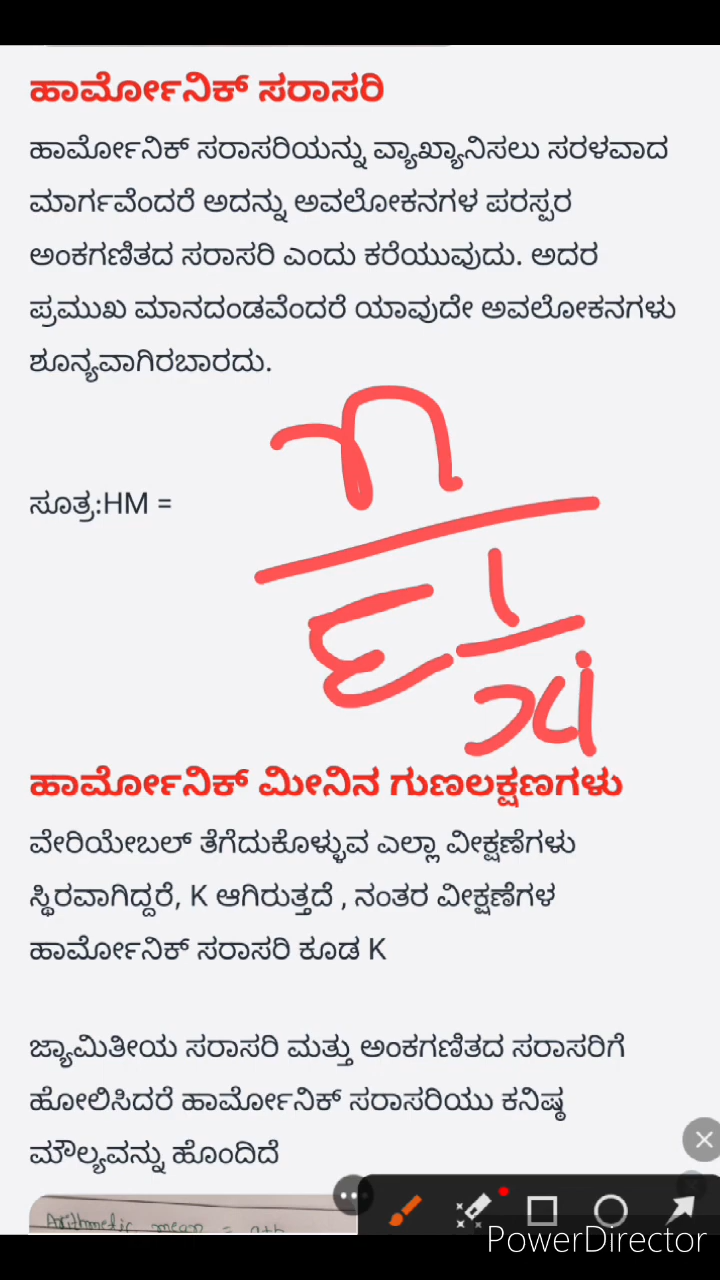 ಹಾರ್ಮೋನಿಕ್ ಸರಾಸರಿ
ಹಾರ್ಮೋನಿಕ್ ಸರಾಸರಿಯನ್ನು ವ್ಯಾಖ್ಯಾನಿಸಲು ಸರಳವಾದ
ಮಾರ್ಗವೆಂದರೆ ಅದನ್ನು ಅವಲೋಕನಗಳ ಪರಸ್ಪರ
ಅಂಕಗಣಿತದ ಸರಾಸರಿ ಎಂದು ಕರೆಯುವುದು. ಅದರ
ಪ್ರಮುಖ ಮಾನದಂಡವೆಂದರೆ ಯಾವುದೇ ಅವಲೋಕನಗಳು
ಶೂನ್ಯವಾಗಿರಬಾರದು.
n
ಸೂತ್ರ:HM =
Σ 1
xi
ಹಾರ್ಮೋನಿಕ್ ಮೀನಿನ ಗುಣಲಕ್ಷಣಗಳು
ವೇರಿಯೇಬಲ್ ತೆಗೆದುಕೊಳ್ಳುವ ಎಲ್ಲಾ ವೀಕ್ಷಣೆಗಳು
ಸ್ಥಿರವಾಗಿದ್ದರೆ, K ಆಗಿರುತ್ತದೆ , ನಂತರ ವೀಕ್ಷಣೆಗಳ
ಹಾರ್ಮೋನಿಕ್ ಸರಾಸರಿ ಕೂಡ K
ಜ್ಯಾಮಿತೀಯ ಸರಾಸರಿ ಮತ್ತು ಅಂಕಗಣಿತದ ಸರಾಸರಿಗೆ
ಹೋಲಿಸಿದರೆ ಹಾರ್ಮೋನಿಕ್ ಸರಾಸರಿಯು ಕನಿಷ್ಠ
ಮೌಲ್ಯವನ್ನು ಹೊಂದಿದೆ
Arithmetic mean =
PowerDirector